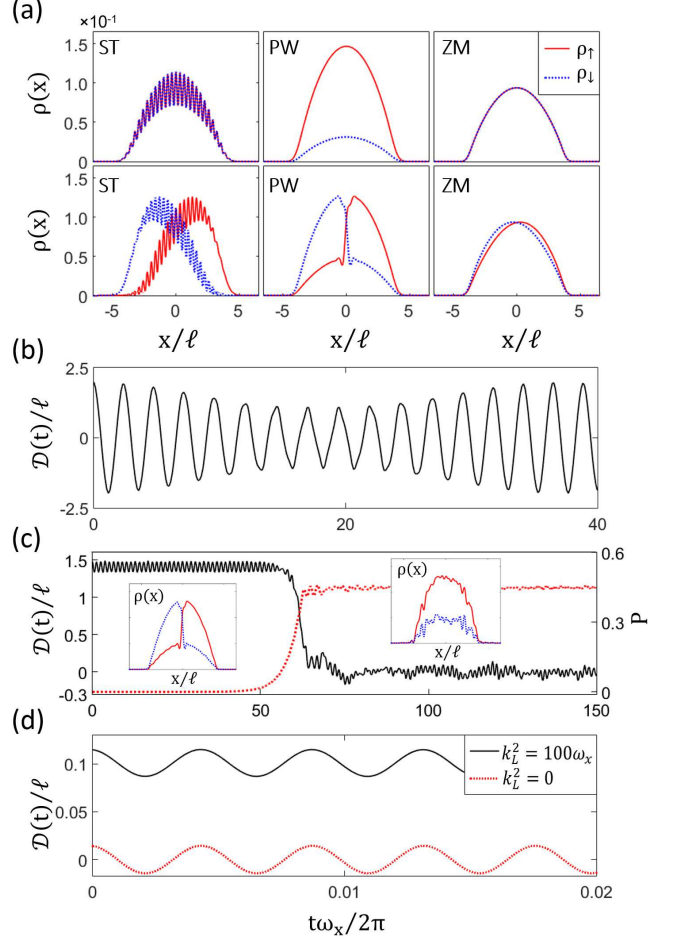 (a)
×10⁻¹
ST PW ZM
ρ↑
ρ↓
1.5
1.0
0.5
0
ρ(x)
ST PW ZM
1.5
1.0
0.5
0
ρ(x)
-5 0 5 -5 0 5 -5 0 5
x/ℓ x/ℓ x/ℓ
(b)
2.5
0
-2.5
𝒟(t)/ℓ
0 20 40
(c)
1.5
1
0.5
0
-0.3
𝒟(t)/ℓ
ρ(x)
x/ℓ
ρ(x)
x/ℓ
0.6
0.3
0
P
0 50 100 150
(d)
0.1
0.05
0
𝒟(t)/ℓ
k_L² = 100ω_x
k_L² = 0
0 0.01 0.02
tω_x/2π